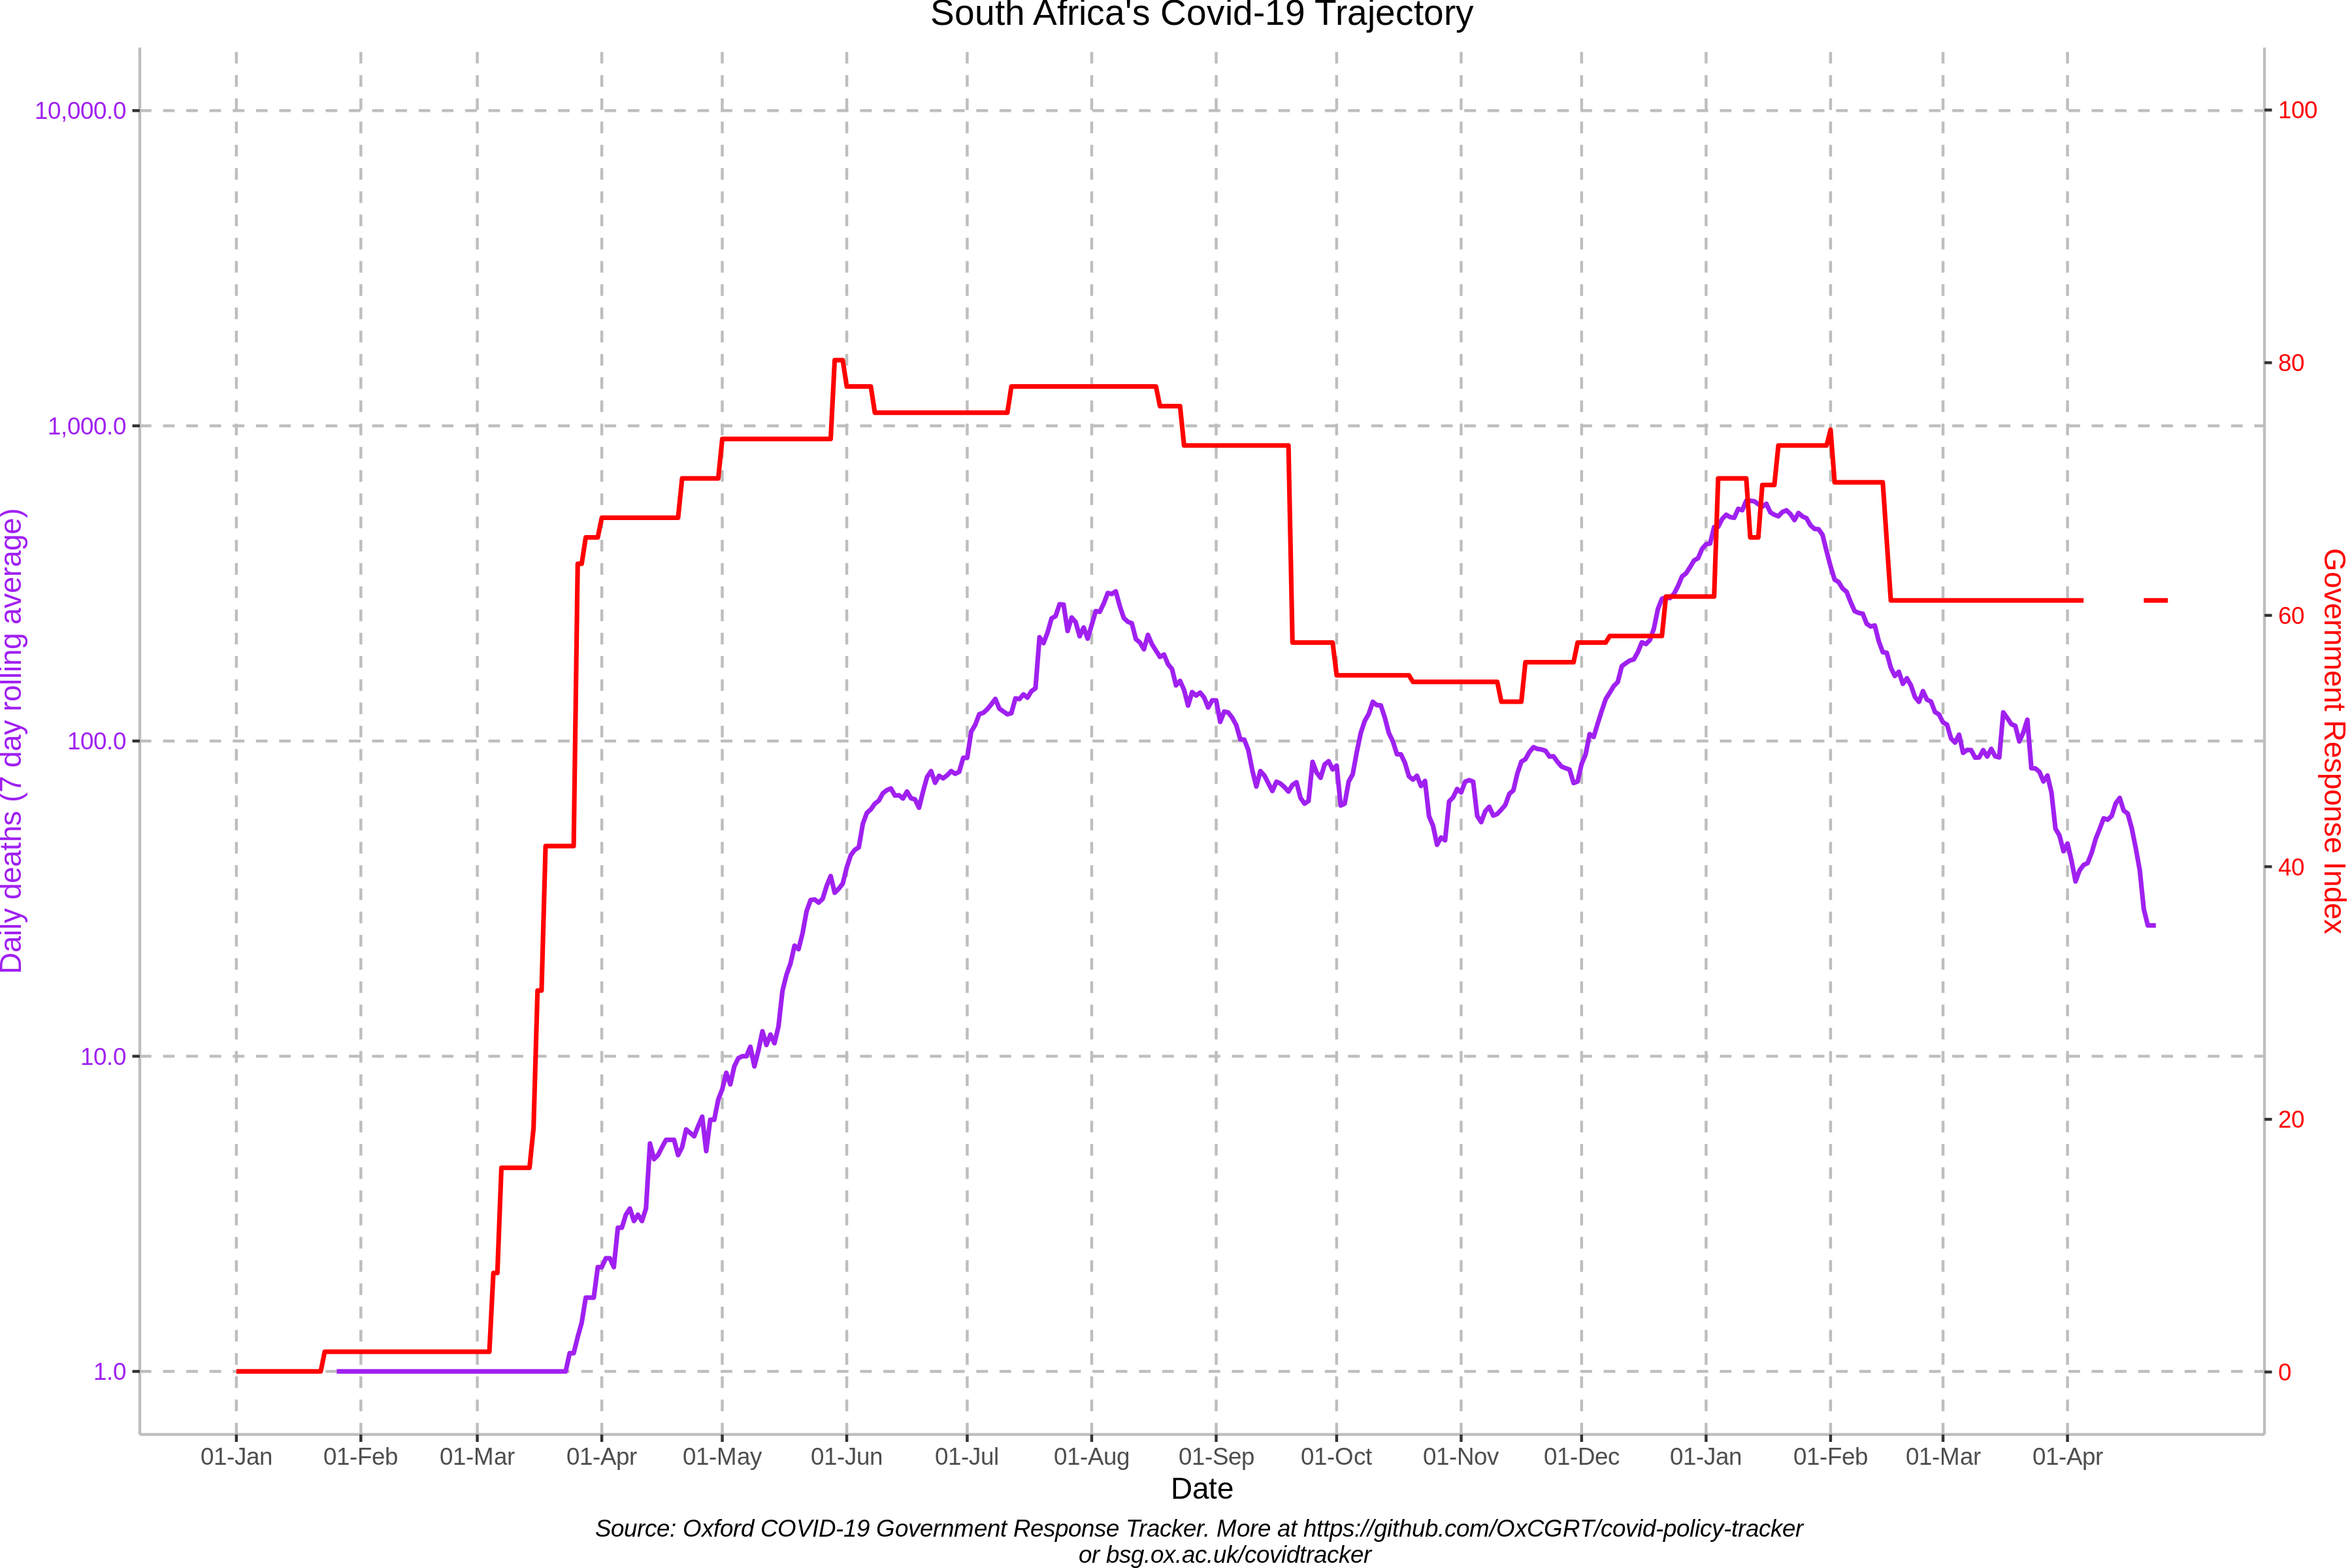 South Africa's Covid-19 Trajectory
10,000.0
1,000.0
100.0
10.0
1.0
Daily deaths (7 day rolling average)
100
80
60
40
20
0
Government Response Index
01-Jan 01-Feb 01-Mar 01-Apr 01-May 01-Jun 01-Jul 01-Aug 01-Sep 01-Oct 01-Nov 01-Dec 01-Jan 01-Feb 01-Mar 01-Apr
Date
Source: Oxford COVID-19 Government Response Tracker. More at https://github.com/OxCGRT/covid-policy-tracker
or bsg.ox.ac.uk/covidtracker